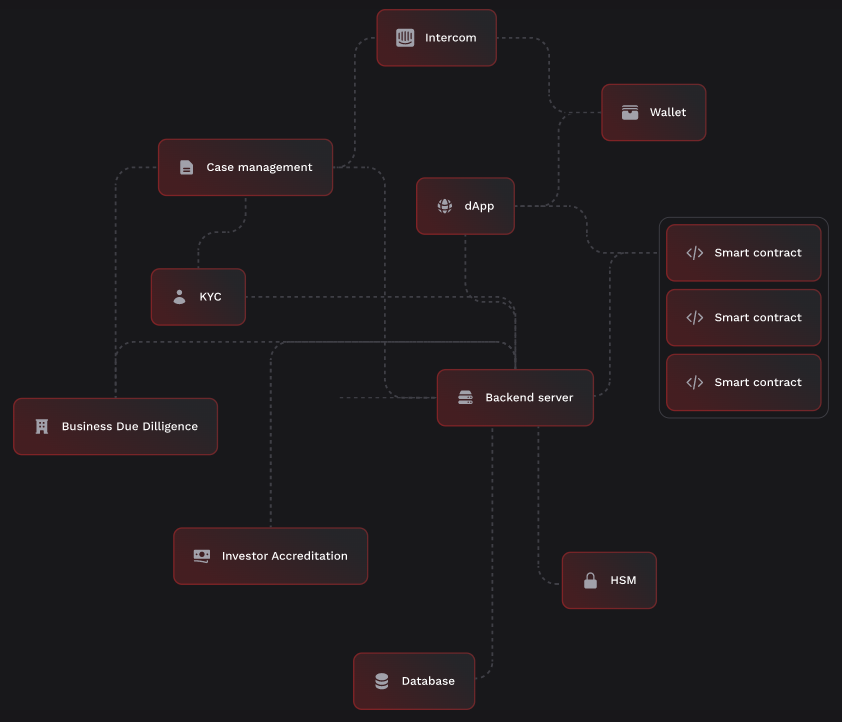 Intercom
Wallet
Case management
dApp
Smart contract
KYC
Smart contract
Smart contract
Backend server
Business Due Dilligence
Investor Accreditation
HSM
Database